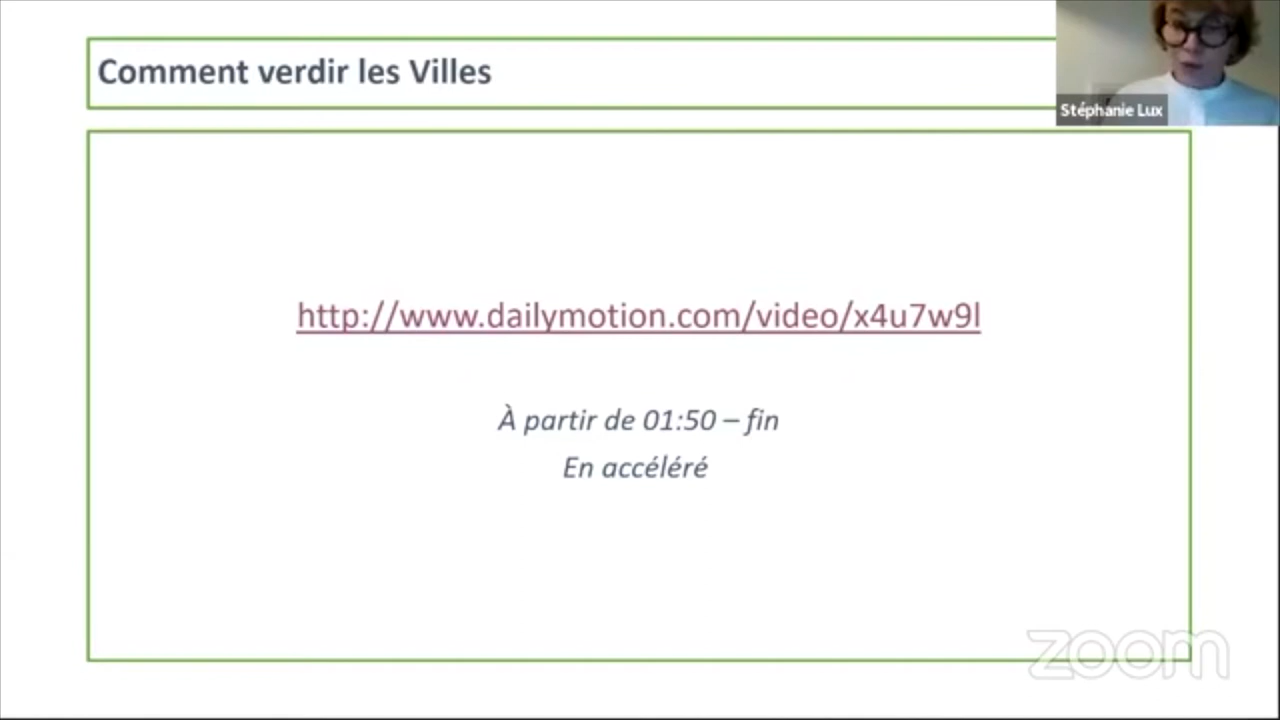 Comment verdir les Villes
Stéphanie Lux
http://www.dailymotion.com/video/x4u7w9l
À partir de 01:50 – fin
En accéléré
zoom